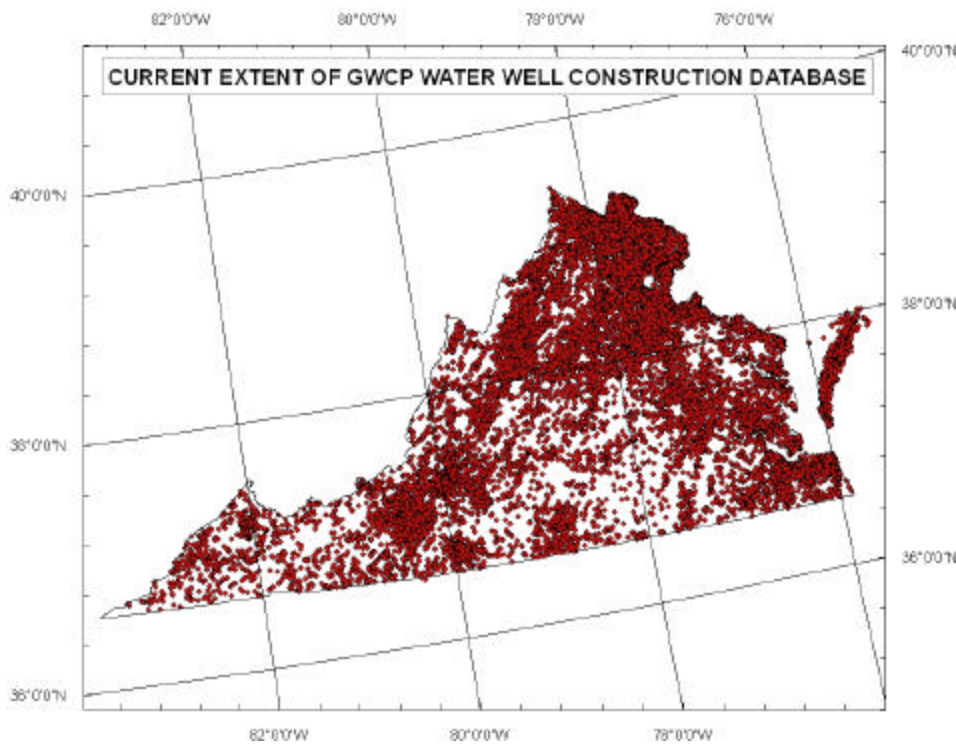 82°0'0"W 80°0'0"W 78°0'0"W 76°0'0"W
40°0'0"N
CURRENT EXTENT OF GWCP WATER WELL CONSTRUCTION DATABASE
40°0'0"N
38°0'0"N
38°0'0"N
36°0'0"N
36°0'0"N
82°0'0"W 80°0'0"W 78°0'0"W